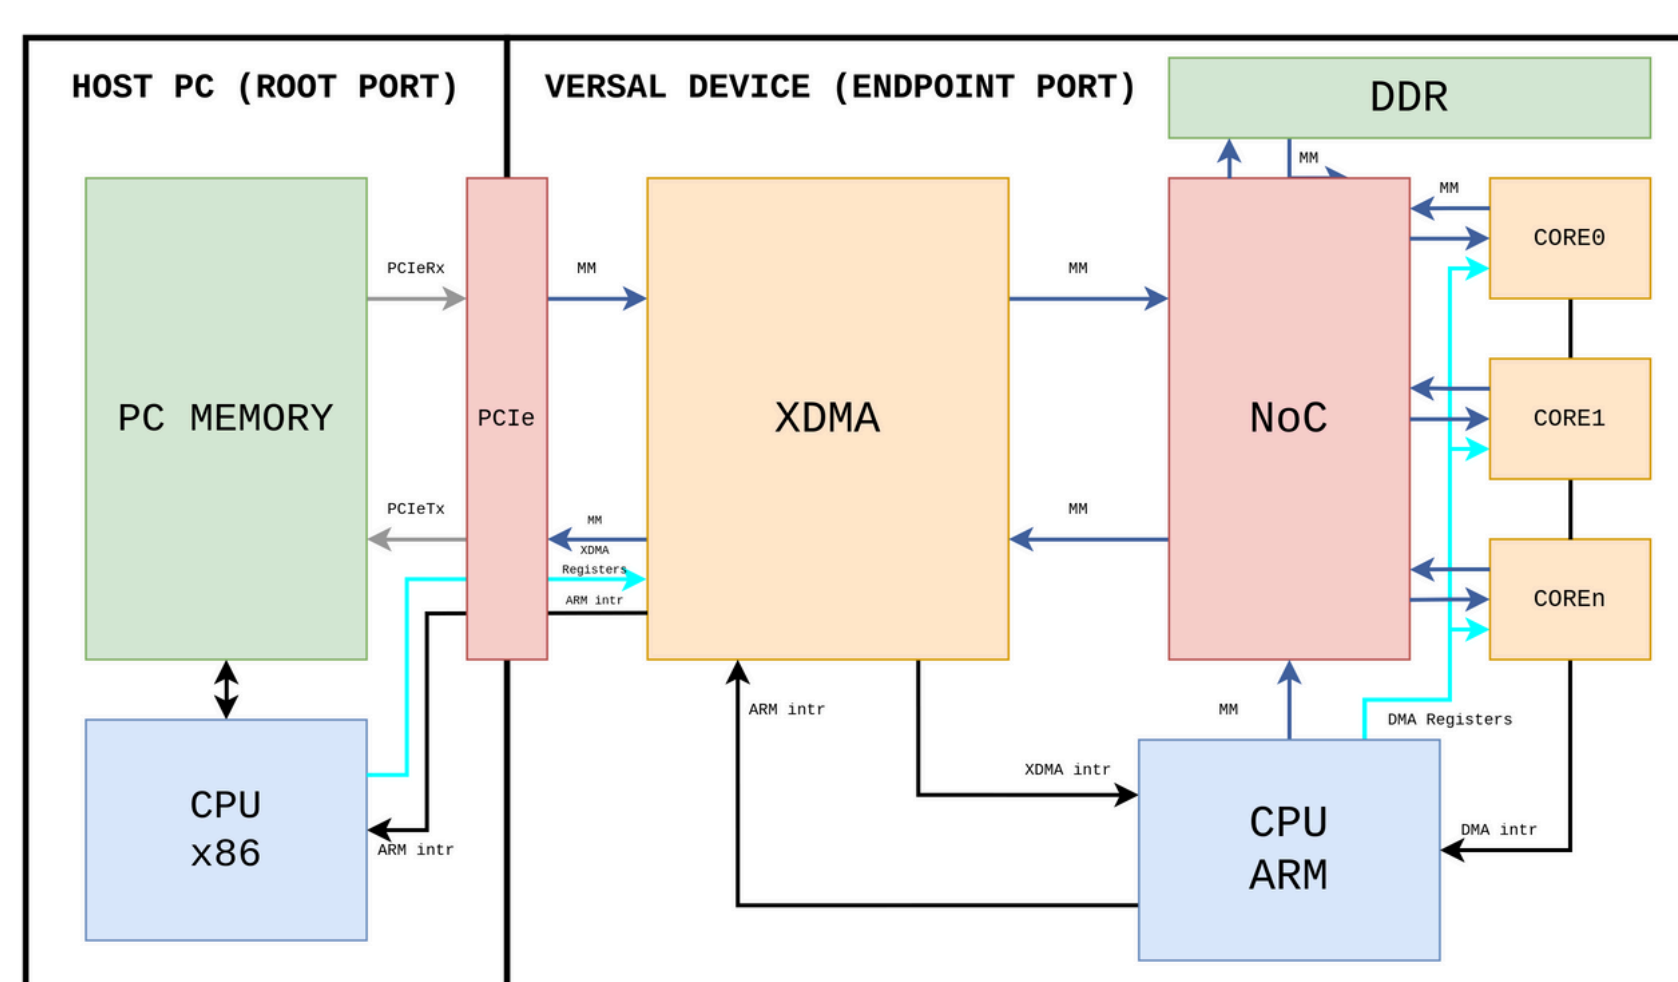 HOST PC (ROOT PORT)
VERSAL DEVICE (ENDPOINT PORT)
DDR
MM
MM
CORE0
PCIeRx
MM
MM
PC MEMORY
PCIe
XDMA
NoC
CORE1
PCIeTx
MM
MM
XDMA
Registers
ARM intr
COREn
ARM intr
MM
DMA Registers
XDMA intr
CPU
x86
ARM intr
CPU
ARM
DMA intr